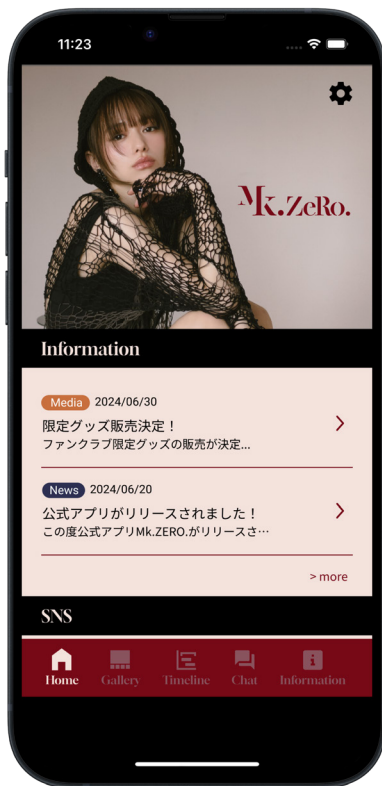 11:23
Mk.ZeRo.
Information
Media 2024/06/30
限定グッズ販売決定！
ファンクラブ限定グッズの販売が決定...
News 2024/06/20
公式アプリがリリースされました！
この度公式アプリMk.ZERO.がリリースさ…
> more
SNS
Home Gallery Timeline Chat Information